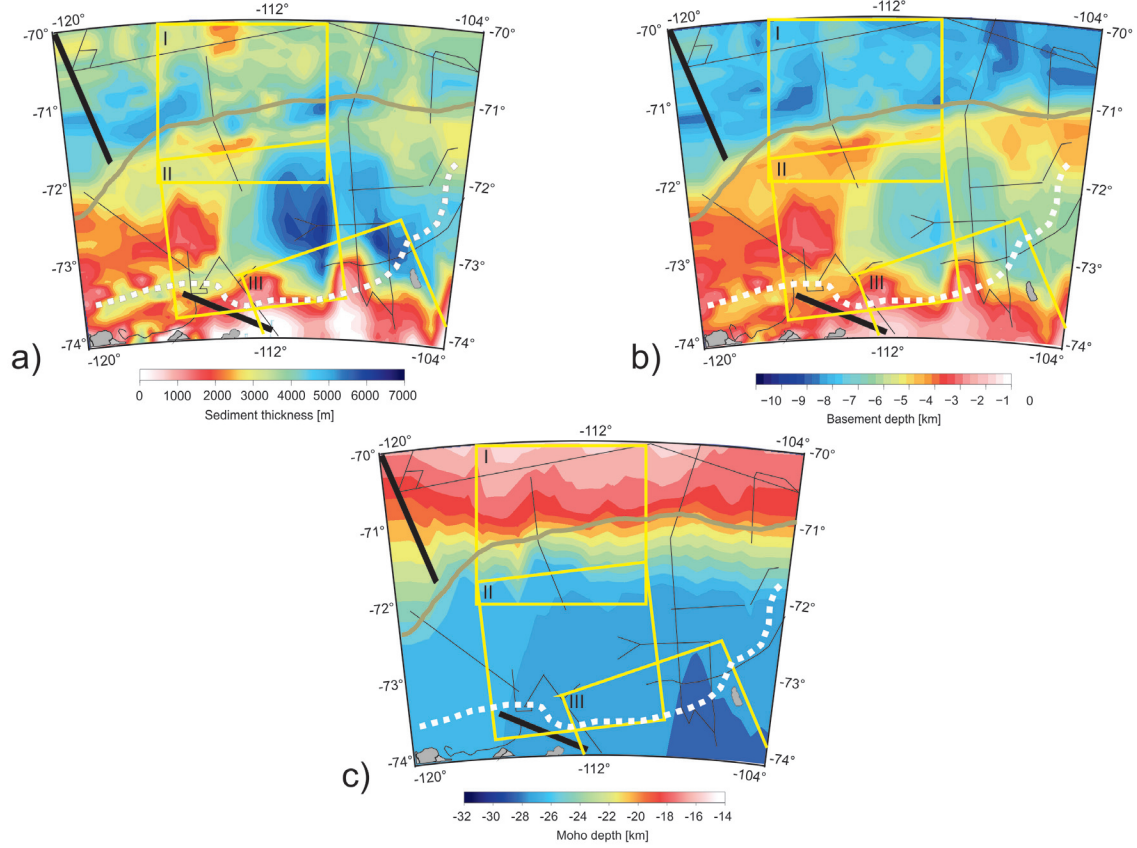 -120° -112° -104°
-70° -70°
I
-71° -71°
II
-72° -72°
-73° -73°
III
-74° -74°
-120° -112° -104°
a)
0 1000 2000 3000 4000 5000 6000 7000
Sediment thickness [m]
-120° -112° -104°
-70° -70°
I
-71° -71°
II
-72° -72°
-73° -73°
III
-74° -74°
-120° -112° -104°
b)
−10 −9 −8 −7 −6 −5 −4 −3 −2 −1 0
Basement depth [km]
-120° -112° -104°
-70° -70°
I
-71° -71°
II
-72° -72°
-73° -73°
III
-74° -74°
-120° -112° -104°
c)
-32 -30 -28 -26 -24 -22 -20 -18 -16 -14
Moho depth [km]